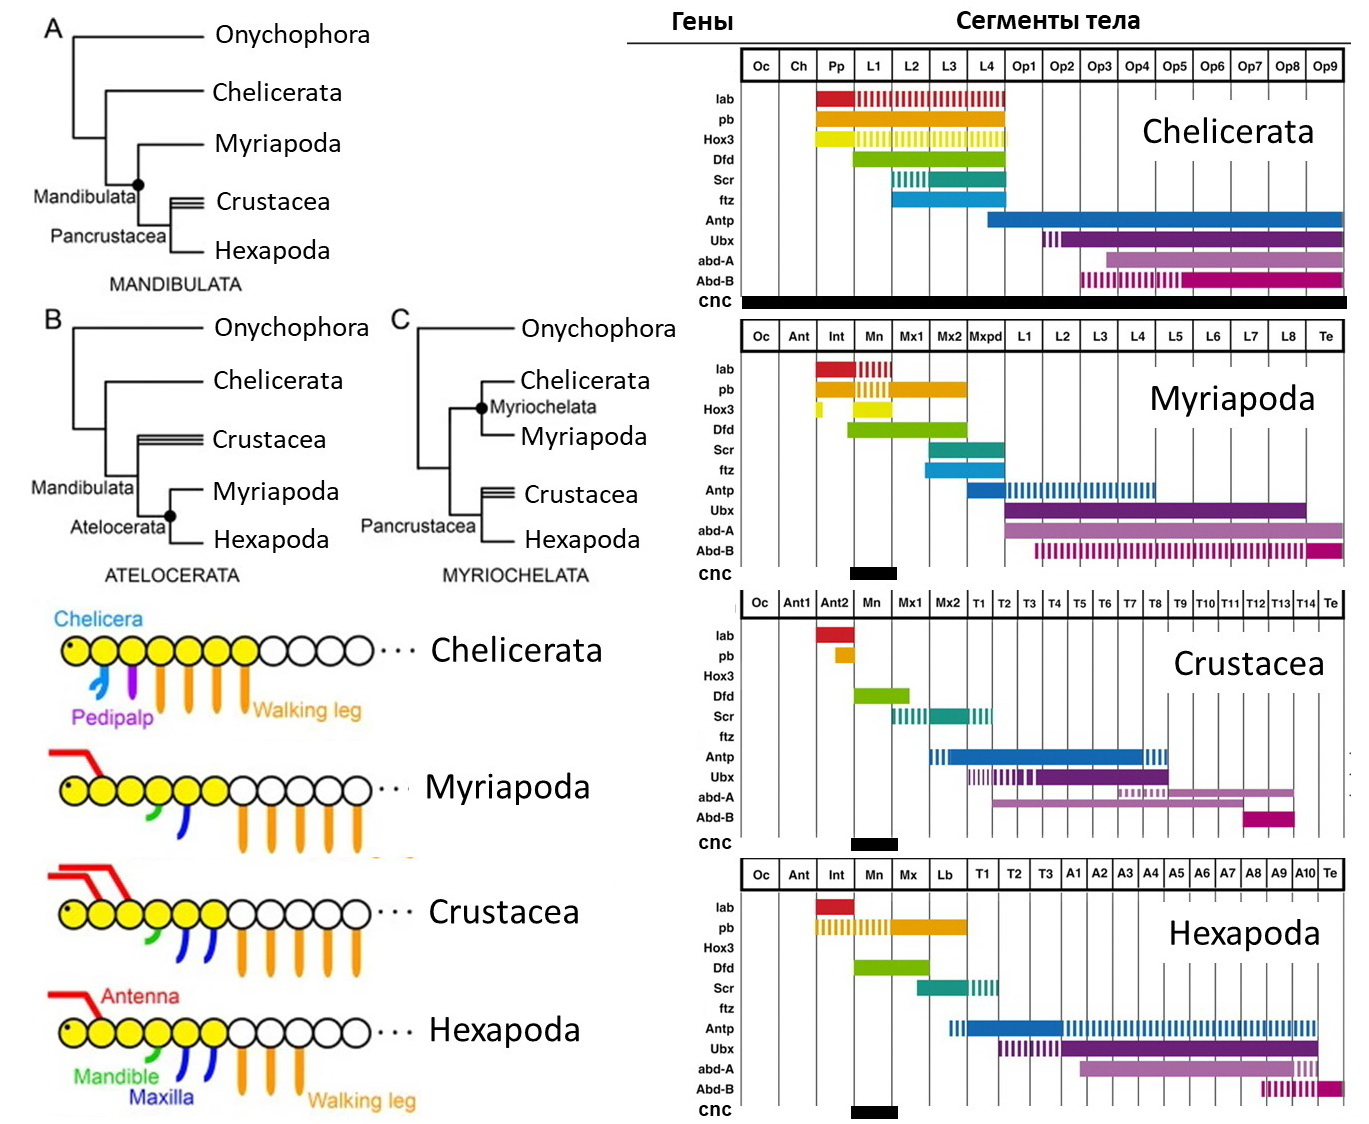 A
Onychophora
Chelicerata
Myriapoda
Mandibulata
Crustacea
Pancrustacea
Hexapoda
MANDIBULATA
B
Onychophora
Chelicerata
Crustacea
Mandibulata
Myriapoda
Atelocerata
Hexapoda
ATELOCERATA
C
Onychophora
Chelicerata
Myriochelata
Myriapoda
Crustacea
Pancrustacea
Hexapoda
MYRIOCHELATA
Chelicera
Chelicerata
Pedipalp
Walking leg
Myriapoda
Crustacea
Antenna
Hexapoda
Mandible
Maxilla
Walking leg
Гены Сегменты тела
Oc Ch Pp L1 L2 L3 L4 Op1 Op2 Op3 Op4 Op5 Op6 Op7 Op8 Op9
lab
pb
Hox3
Dfd
Scr
ftz
Antp
Ubx
abd-A
Abd-B
cnc
Chelicerata
Oc Ant Int Mn Mx1 Mx2 Mxpd L1 L2 L3 L4 L5 L6 L7 L8 Te
lab
pb
Hox3
Dfd
Scr
ftz
Antp
Ubx
abd-A
Abd-B
cnc
Myriapoda
Oc Ant1 Ant2 Mn Mx1 Mx2 T1 T2 T3 T4 T5 T6 T7 T8 T9 T10 T11 T12 T13 T14 Te
lab
pb
Hox3
Dfd
Scr
ftz
Antp
Ubx
abd-A
Abd-B
cnc
Crustacea
Oc Ant Int Mn Mx Lb T1 T2 T3 A1 A2 A3 A4 A5 A6 A7 A8 A9 A10 Te
lab
pb
Hox3
Dfd
Scr
ftz
Antp
Ubx
abd-A
Abd-B
cnc
Hexapoda